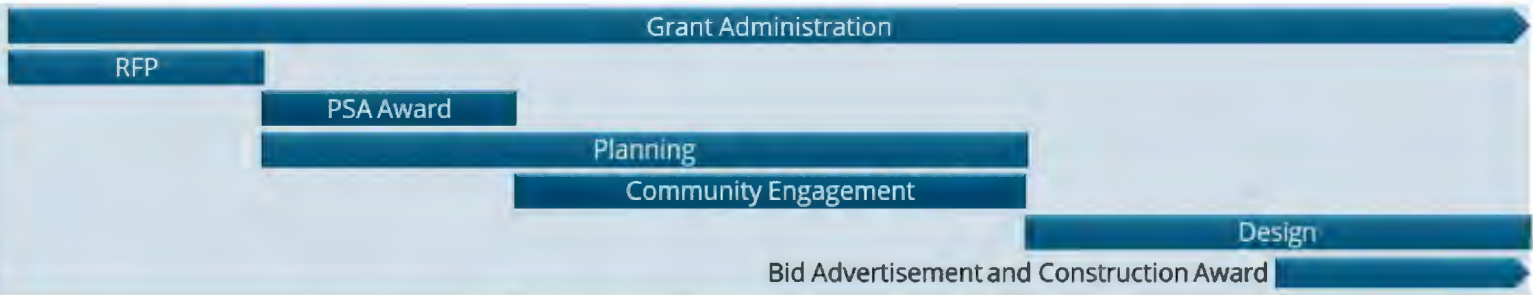 Grant Administration
RFP
PSA Award
Planning
Community Engagement
Design
Bid Advertisement and Construction Award